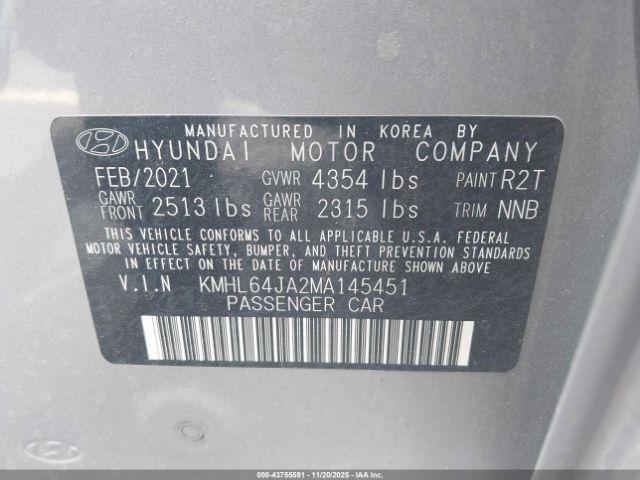 MANUFACTURED IN KOREA BY
HYUNDAI MOTOR COMPANY
FEB/2021 GVWR 4354 lbs PAINT R2T
GAWR FRONT 2513 lbs GAWR REAR 2315 lbs TRIM NNB
THIS VEHICLE CONFORMS TO ALL APPLICABLE U.S.A. FEDERAL
MOTOR VEHICLE SAFETY, BUMPER, AND THEFT PREVENTION STANDARDS
IN EFFECT ON THE DATE OF MANUFACTURE SHOWN ABOVE.
V.I.N KMHL64JA2MA145451
PASSENGER CAR
000-43755591 - 11/20/2025 - IAAI.COM